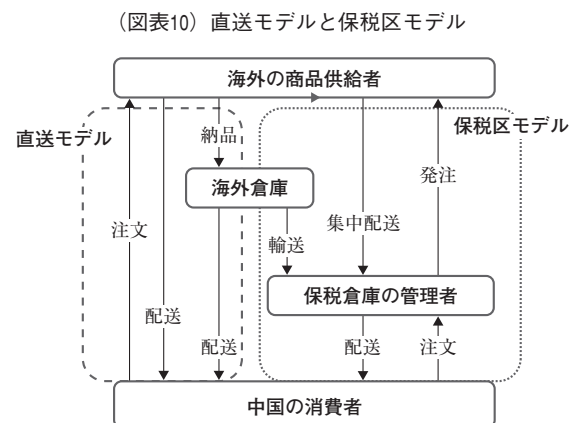 （図表10）直送モデルと保税区モデル
海外の商品供給者
直送モデル
保税区モデル
納品
海外倉庫
発注
注文
集中配送
輸送
保税倉庫の管理者
配送
配送
配送
注文
中国の消費者